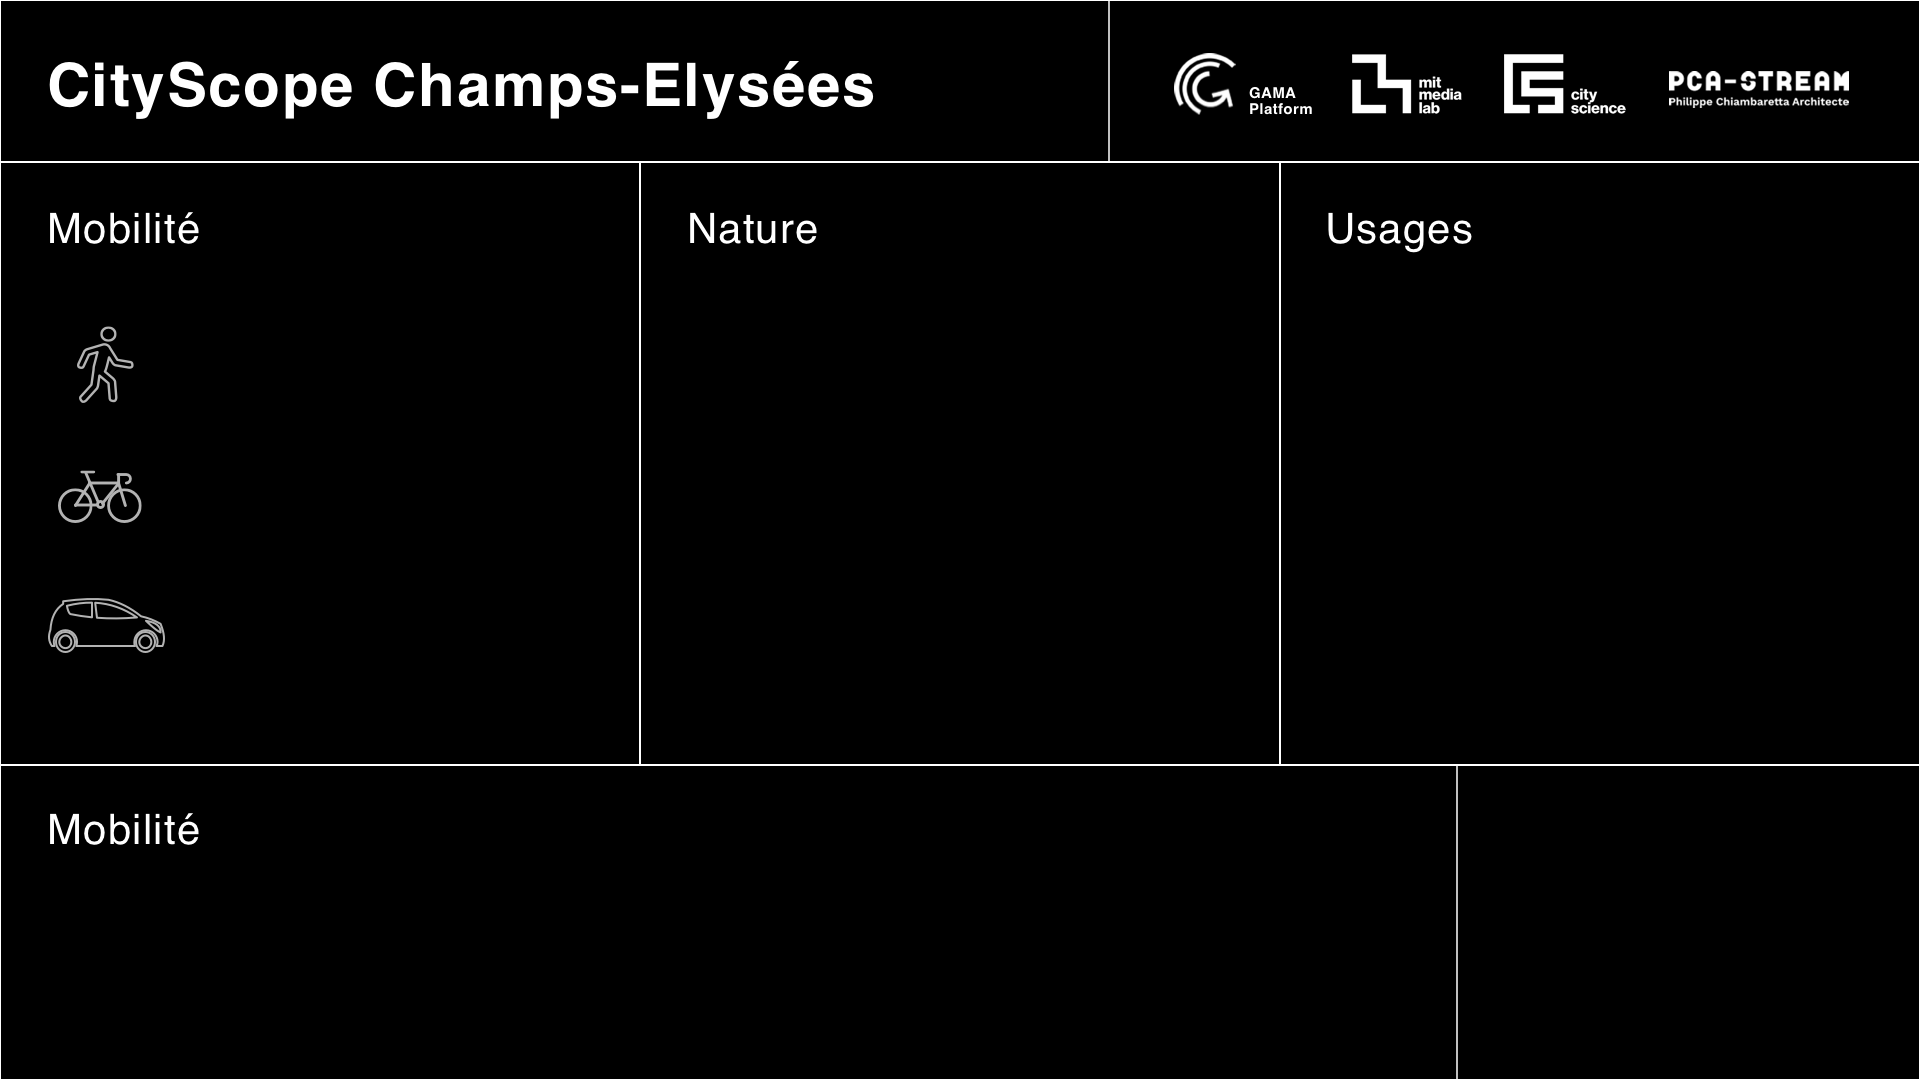 CityScope Champs-Elysées
GAMA
Platform
mit
media
lab
city
science
PCA-STREAM
Philippe Chiambaretta Architecte
Mobilité
Nature
Usages
Mobilité